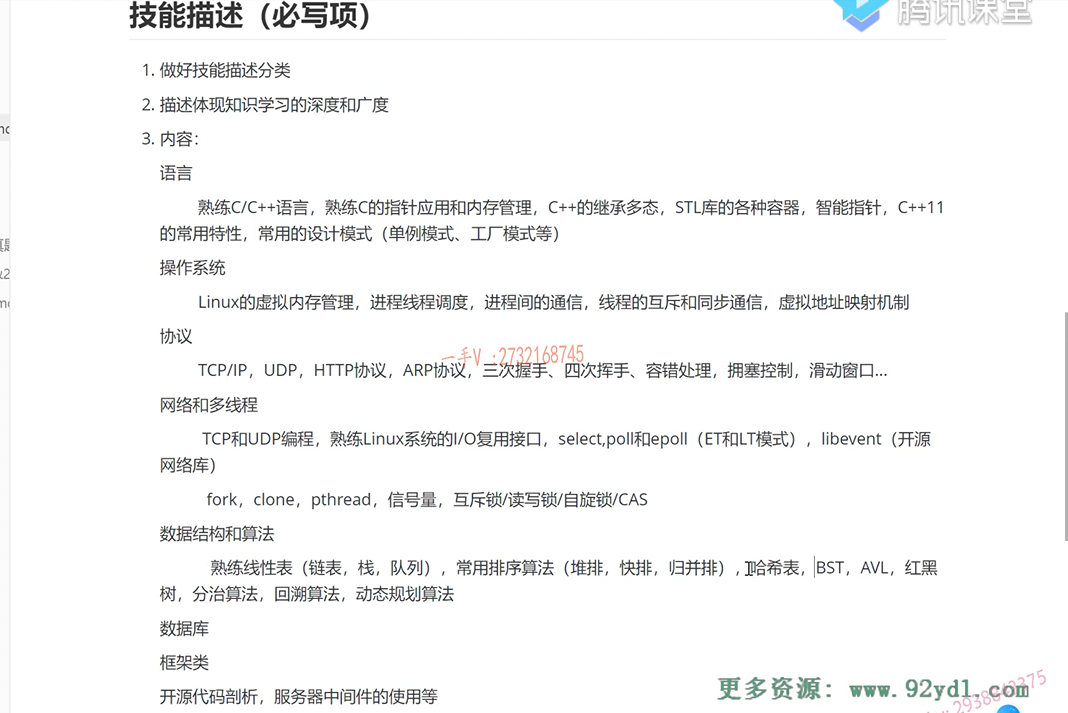 技能描述（必写项）
腾讯课堂
1. 做好技能描述分类
2. 描述体现知识学习的深度和广度
3. 内容：
语言
熟练C/C++语言，熟练C的指针应用和内存管理，C++的继承多态，STL库的各种容器，智能指针，C++11
的常用特性，常用的设计模式（单例模式、工厂模式等）
操作系统
Linux的虚拟内存管理，进程线程调度，进程间的通信，线程的互斥和同步通信，虚拟地址映射机制
协议
一手V :2732168745
TCP/IP，UDP，HTTP协议，ARP协议，三次握手、四次挥手、容错处理，拥塞控制，滑动窗口...
网络和多线程
TCP和UDP编程，熟练Linux系统的I/O复用接口，select,poll和epoll（ET和LT模式），libevent（开源
网络库）
fork，clone，pthread，信号量，互斥锁/读写锁/自旋锁/CAS
数据结构和算法
熟练线性表（链表，栈，队列），常用排序算法（堆排，快排，归并排），哈希表，BST，AVL，红黑
树，分治算法，回溯算法，动态规划算法
数据库
框架类
开源代码剖析，服务器中间件的使用等
更多资源：www.92ydl.com